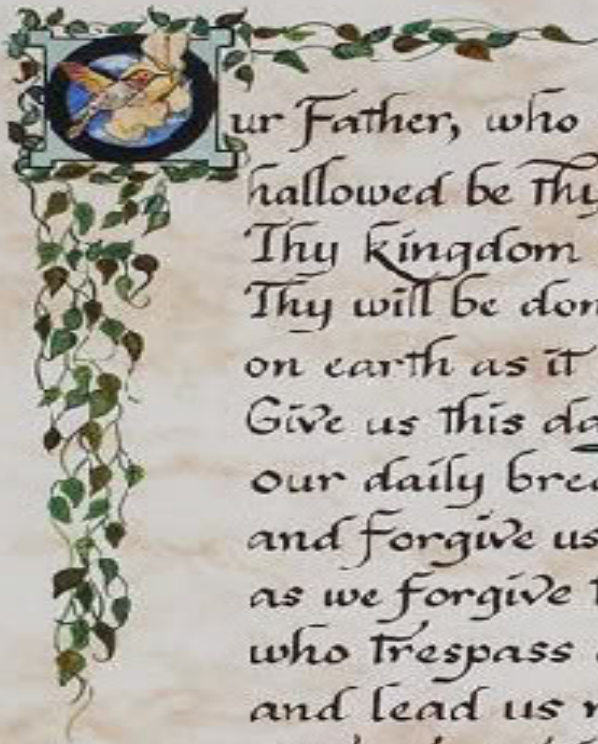 Our Father, who
hallowed be thy
Thy kingdom
Thy will be don
on earth as it
Give us this da
our daily brea
and forgive us
as we forgive t
who trespass a
and lead us n